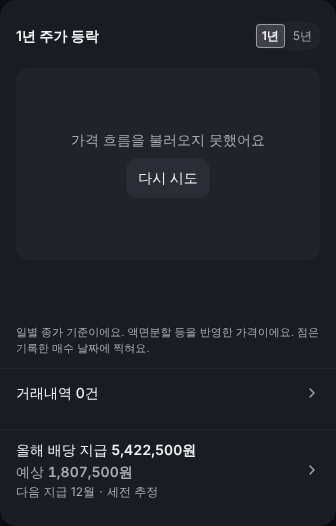 1년 주가 등락
1년 5년
가격 흐름을 불러오지 못했어요
다시 시도
일별 종가 기준이에요. 액면분할 등을 반영한 가격이에요. 점은
기록한 매수 날짜에 찍혀요.
거래내역 0건
올해 배당 지급 5,422,500원
예상 1,807,500원
다음 지급 12월 · 세전 추정